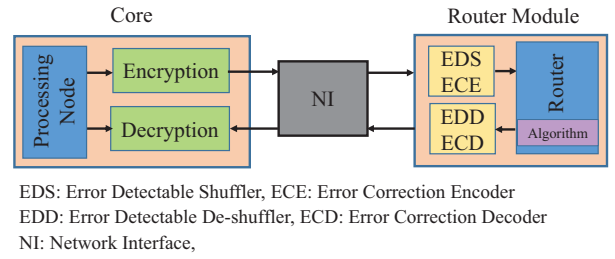 Core
Router Module
Processing
Node
Encryption
Decryption
NI
EDS
ECE
EDD
ECD
Router
Algorithm
EDS: Error Detectable Shuffler, ECE: Error Correction Encoder
EDD: Error Detectable De-shuffler, ECD: Error Correction Decoder
NI: Network Interface,